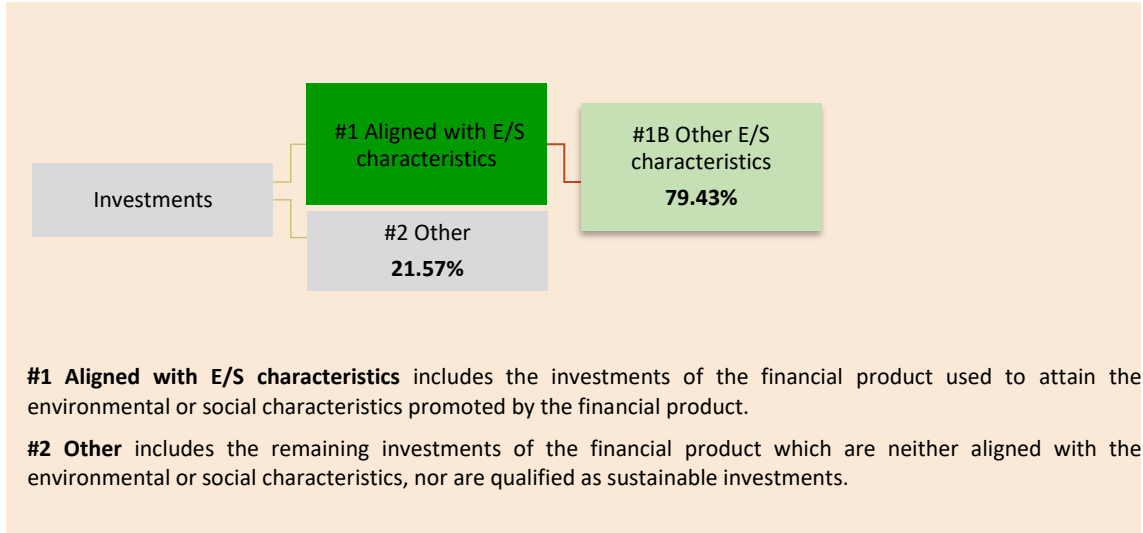 #1 Aligned with E/S
characteristics
#1B Other E/S
characteristics
79.43%
Investments
#2 Other
21.57%
#1 Aligned with E/S characteristics includes the investments of the financial product used to attain the
environmental or social characteristics promoted by the financial product.
#2 Other includes the remaining investments of the financial product which are neither aligned with the
environmental or social characteristics, nor are qualified as sustainable investments.